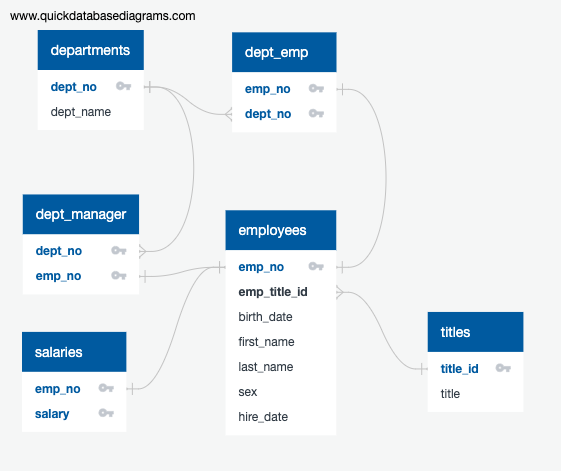 www.quickdatabasediagrams.com
departments
dept_no
dept_name
dept_emp
emp_no
dept_no
dept_manager
dept_no
emp_no
employees
emp_no
emp_title_id
birth_date
first_name
last_name
sex
hire_date
salaries
emp_no
salary
titles
title_id
title